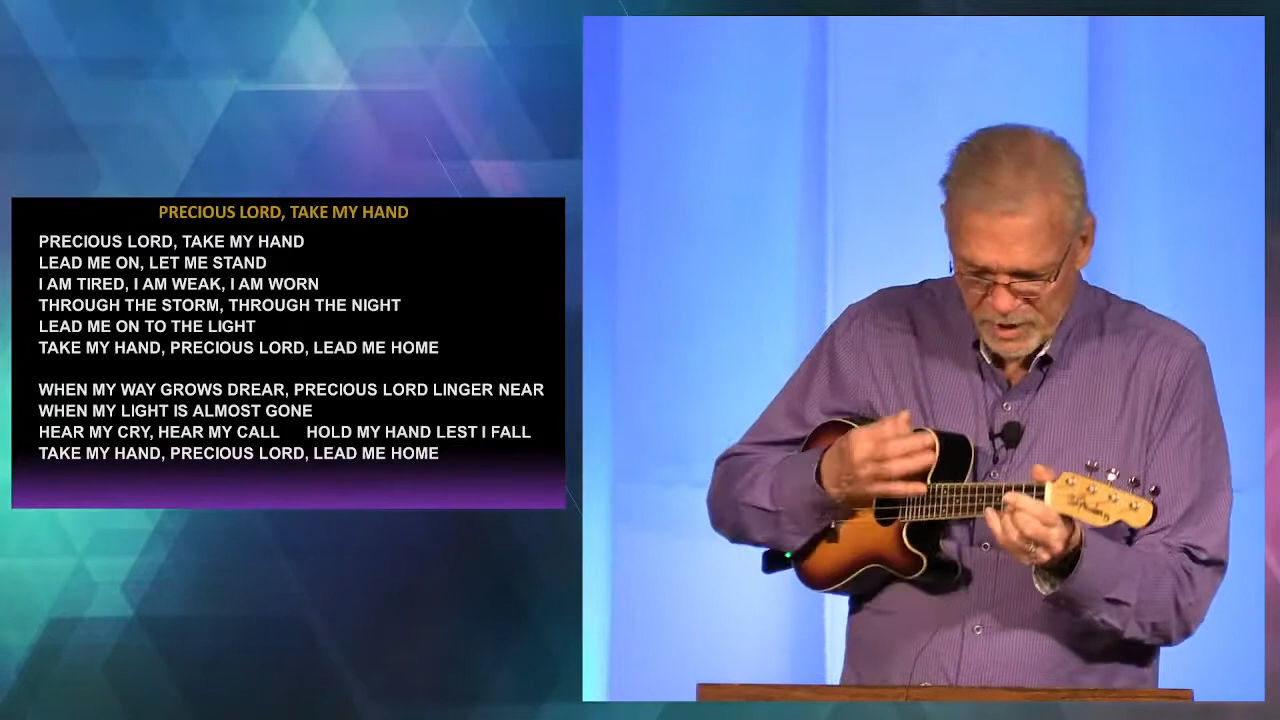 PRECIOUS LORD, TAKE MY HAND
PRECIOUS LORD, TAKE MY HAND
LEAD ME ON, LET ME STAND
I AM TIRED, I AM WEAK, I AM WORN
THROUGH THE STORM, THROUGH THE NIGHT
LEAD ME ON TO THE LIGHT
TAKE MY HAND, PRECIOUS LORD, LEAD ME HOME
WHEN MY WAY GROWS DREAR, PRECIOUS LORD LINGER NEAR
WHEN MY LIGHT IS ALMOST GONE
HEAR MY CRY, HEAR MY CALL HOLD MY HAND LEST I FALL
TAKE MY HAND, PRECIOUS LORD, LEAD ME HOME